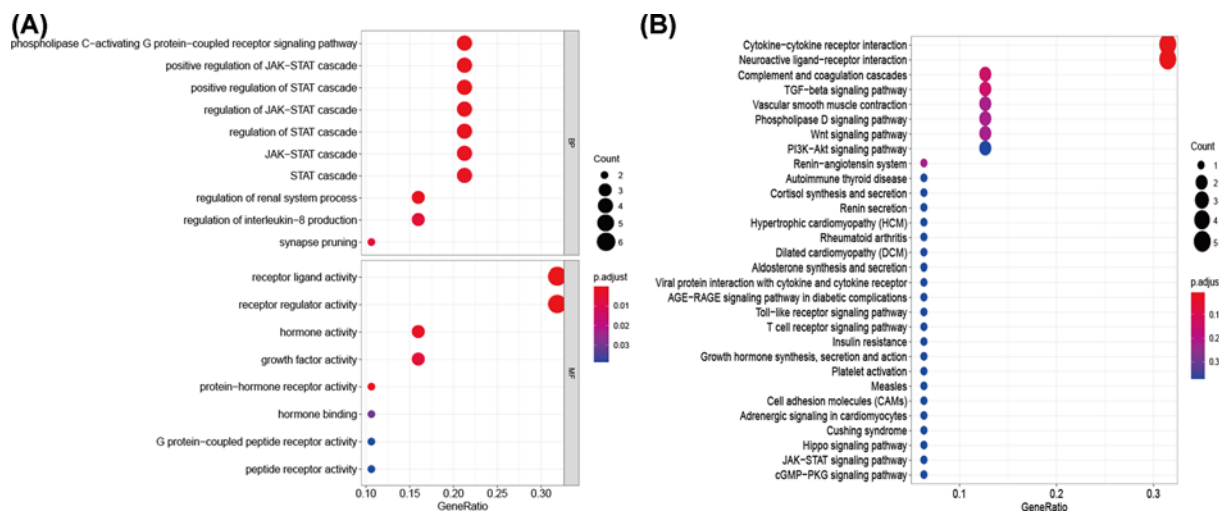 (A)
phospholipase C-activating G protein-coupled receptor signaling pathway
positive regulation of JAK-STAT cascade
positive regulation of STAT cascade
regulation of JAK-STAT cascade
regulation of STAT cascade
JAK-STAT cascade
STAT cascade
regulation of renal system process
regulation of interleukin-8 production
synapse pruning
BP
receptor ligand activity
receptor regulator activity
hormone activity
growth factor activity
protein-hormone receptor activity
hormone binding
G protein-coupled peptide receptor activity
peptide receptor activity
MF
0.10 0.15 0.20 0.25 0.30
GeneRatio
Count
2
3
4
5
6
p.adjust
0.01
0.02
0.03
(B)
Cytokine-cytokine receptor interaction
Neuroactive ligand-receptor interaction
Complement and coagulation cascades
TGF-beta signaling pathway
Vascular smooth muscle contraction
Phospholipase D signaling pathway
Wnt signaling pathway
PI3K-Akt signaling pathway
Renin-angiotensin system
Autoimmune thyroid disease
Cortisol synthesis and secretion
Renin secretion
Hypertrophic cardiomyopathy (HCM)
Rheumatoid arthritis
Dilated cardiomyopathy (DCM)
Aldosterone synthesis and secretion
Viral protein interaction with cytokine and cytokine receptor
AGE-RAGE signaling pathway in diabetic complications
Toll-like receptor signaling pathway
T cell receptor signaling pathway
Insulin resistance
Growth hormone synthesis, secretion and action
Platelet activation
Measles
Cell adhesion molecules (CAMs)
Adrenergic signaling in cardiomyocytes
Cushing syndrome
Hippo signaling pathway
JAK-STAT signaling pathway
cGMP-PKG signaling pathway
0.1 0.2 0.3
GeneRatio
Count
1
2
3
4
5
p.adjust
0.1
0.2
0.3